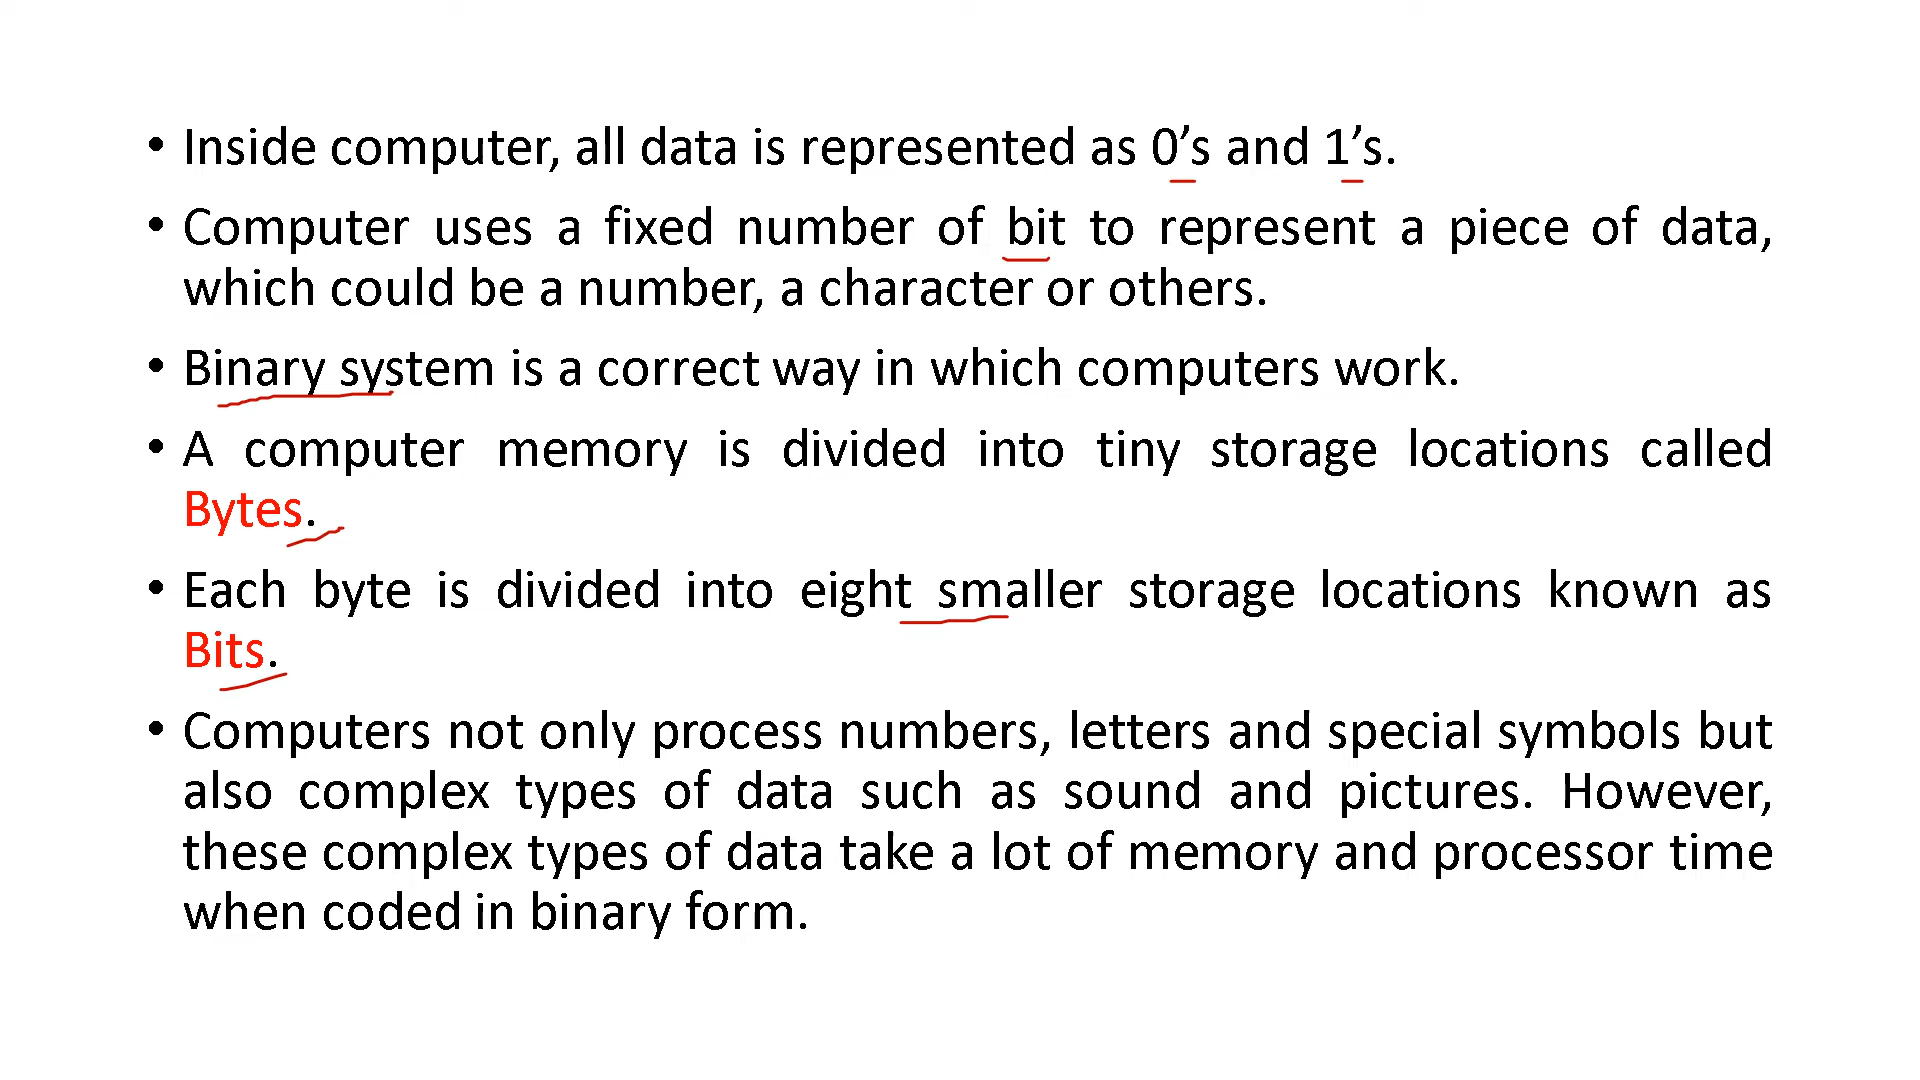 • Inside computer, all data is represented as 0’s and 1’s.
• Computer uses a fixed number of bit to represent a piece of data,
which could be a number, a character or others.
• Binary system is a correct way in which computers work.
• A computer memory is divided into tiny storage locations called
Bytes.
• Each byte is divided into eight smaller storage locations known as
Bits.
• Computers not only process numbers, letters and special symbols but
also complex types of data such as sound and pictures. However,
these complex types of data take a lot of memory and processor time
when coded in binary form.